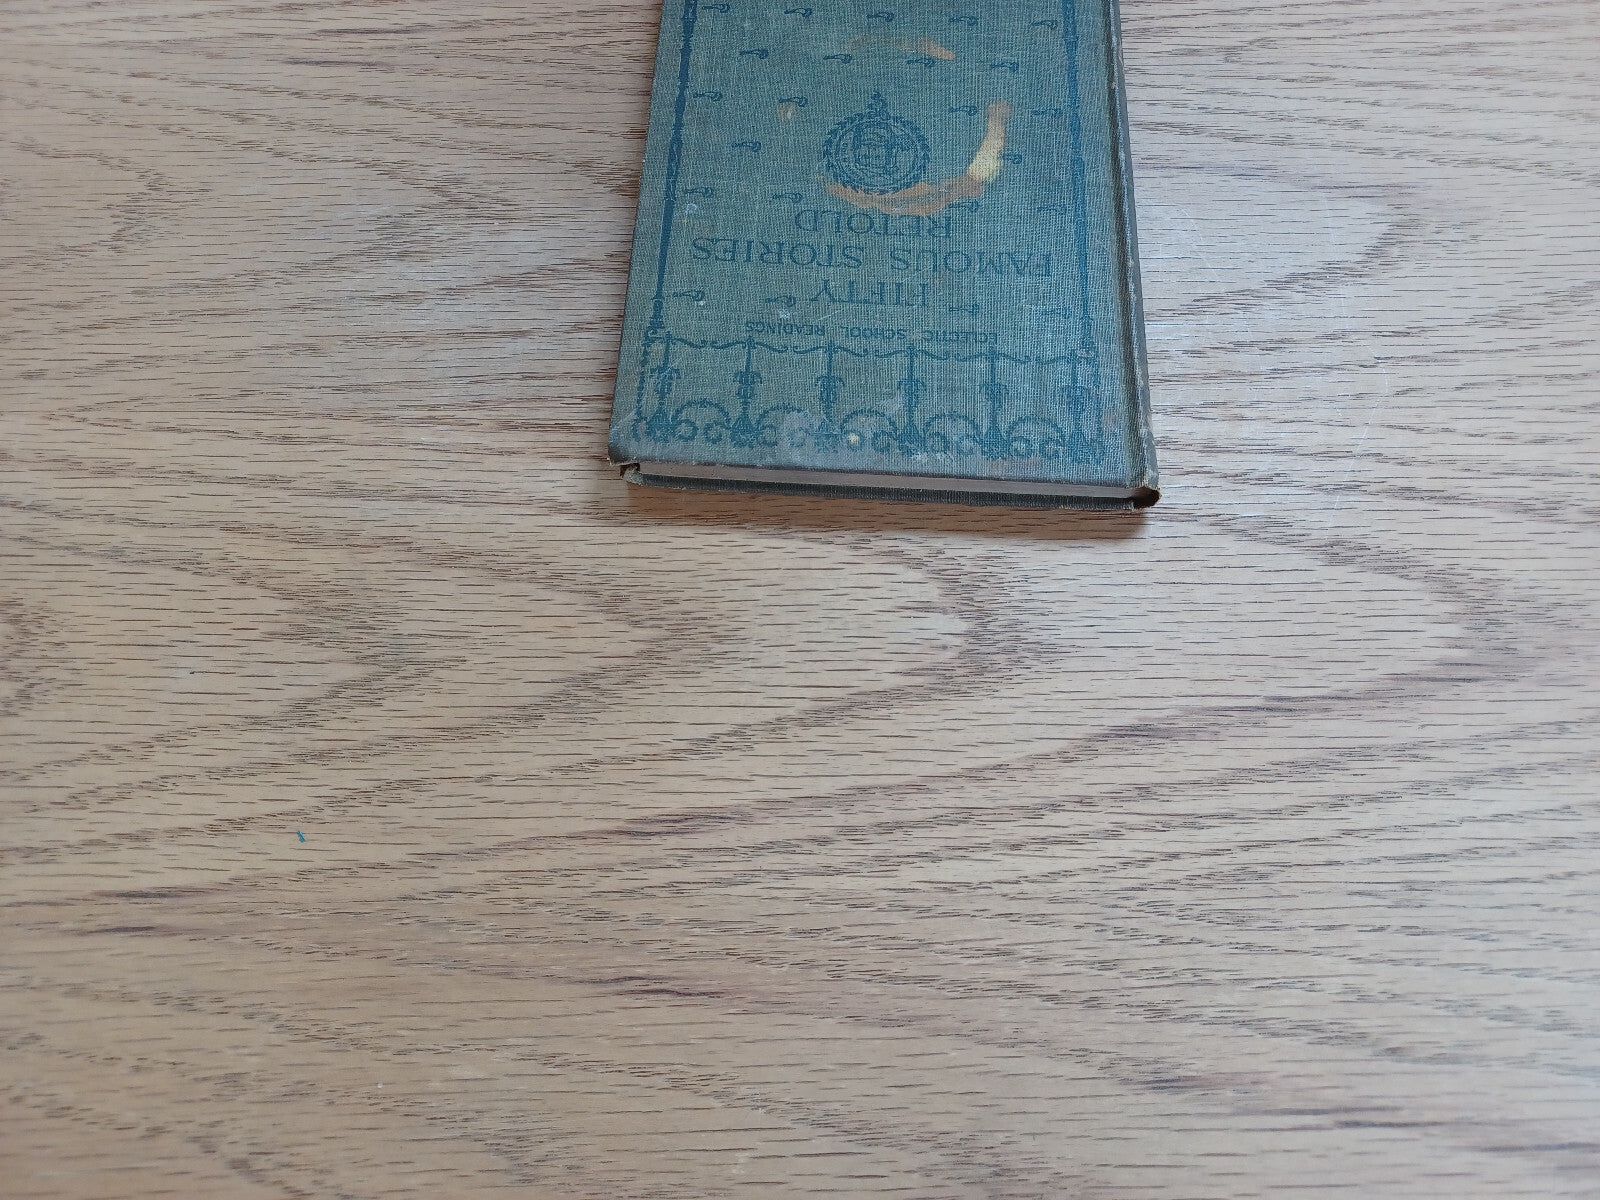 ECLECTIC SCHOOL READINGS
FIFTY
FAMOUS STORIES
RETOLD